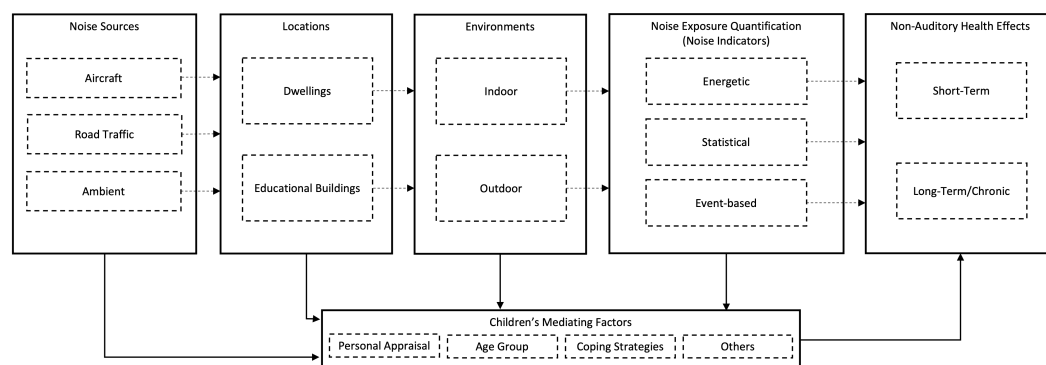 Noise Sources
Aircraft
Road Traffic
Ambient
Locations
Dwellings
Educational Buildings
Environments
Indoor
Outdoor
Noise Exposure Quantification
(Noise Indicators)
Energetic
Statistical
Event-based
Non-Auditory Health Effects
Short-Term
Long-Term/Chronic
Children's Mediating Factors
Personal Appraisal
Age Group
Coping Strategies
Others